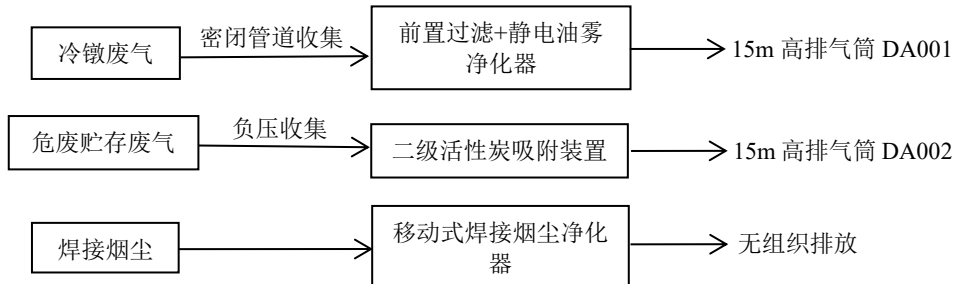 冷镦废气
密闭管道收集
前置过滤+静电油雾
净化器
15m 高排气筒 DA001
危废贮存废气
负压收集
二级活性炭吸附装置
15m 高排气筒 DA002
焊接烟尘
移动式焊接烟尘净化
器
无组织排放